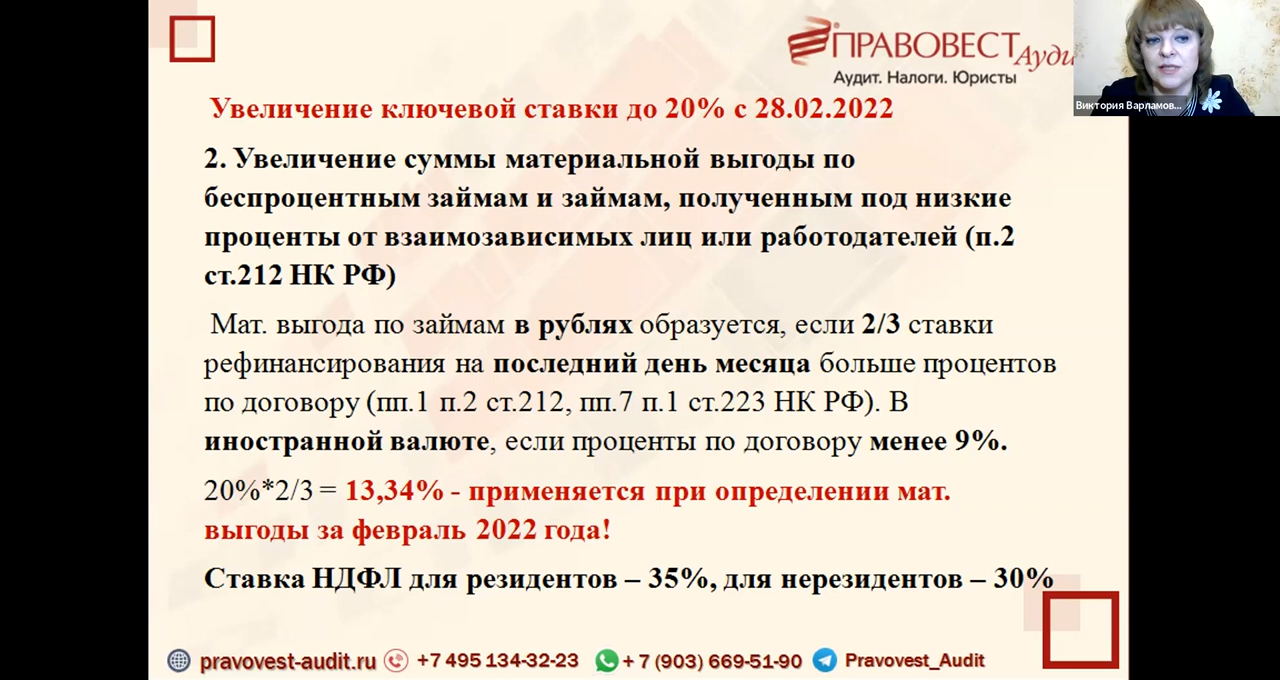 ПРАВОВЕСТ Ауди
Аудит. Налоги. Юристы
Виктория Варламов...
Увеличение ключевой ставки до 20% с 28.02.2022
2. Увеличение суммы материальной выгоды по
беспроцентным займам и займам, полученным под низкие
проценты от взаимозависимых лиц или работодателей (п.2
ст.212 НК РФ)
Мат. выгода по займам в рублях образуется, если 2/3 ставки
рефинансирования на последний день месяца больше процентов
по договору (пп.1 п.2 ст.212, пп.7 п.1 ст.223 НК РФ). В
иностранной валюте, если проценты по договору менее 9%.
20%*2/3 = 13,34% - применяется при определении мат.
выгоды за февраль 2022 года!
Ставка НДФЛ для резидентов – 35%, для нерезидентов – 30%
pravovest-audit.ru +7 495 134-32-23 + 7 (903) 669-51-90 Pravovest_Audit